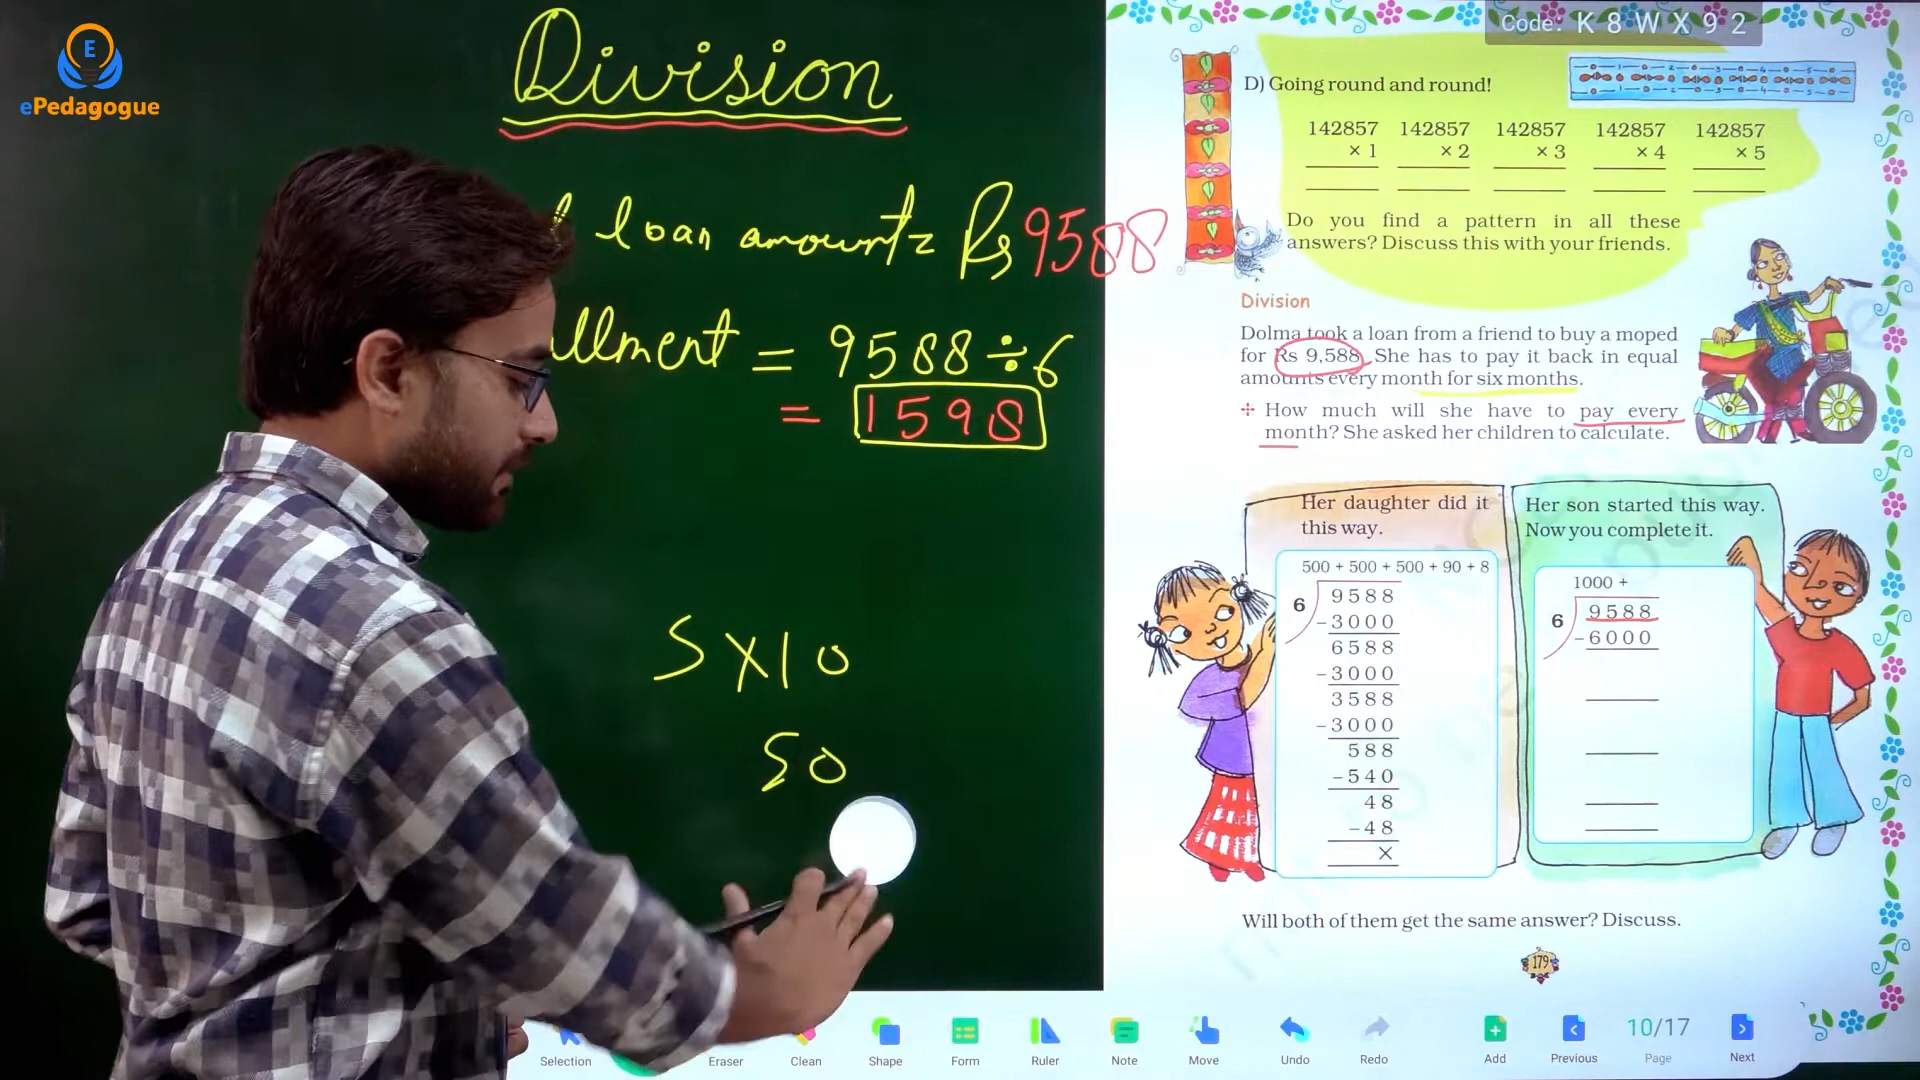 E
ePedagogue
Division
loan amount = Rs 9588
llment = 9588 ÷ 6
= 1598
5 X 10
50
Code: K8WX92
D) Going round and round!
142857 142857 142857 142857 142857
× 1 × 2 × 3 × 4 × 5
Do you find a pattern in all these
answers? Discuss this with your friends.
Division
Dolma took a loan from a friend to buy a moped
for Rs 9,588. She has to pay it back in equal
amounts every month for six months.
How much will she have to pay every
month? She asked her children to calculate.
Her daughter did it
this way.
500 + 500 + 500 + 90 + 8
6 9588
–3000
6588
–3000
3588
–3000
588
–540
48
–48
×
Her son started this way.
Now you complete it.
1000 +
6 9588
–6000
Will both of them get the same answer? Discuss.
179
Selection Eraser Clean Shape Form Ruler Note Move Undo Redo Add Previous 10/17 Page Next